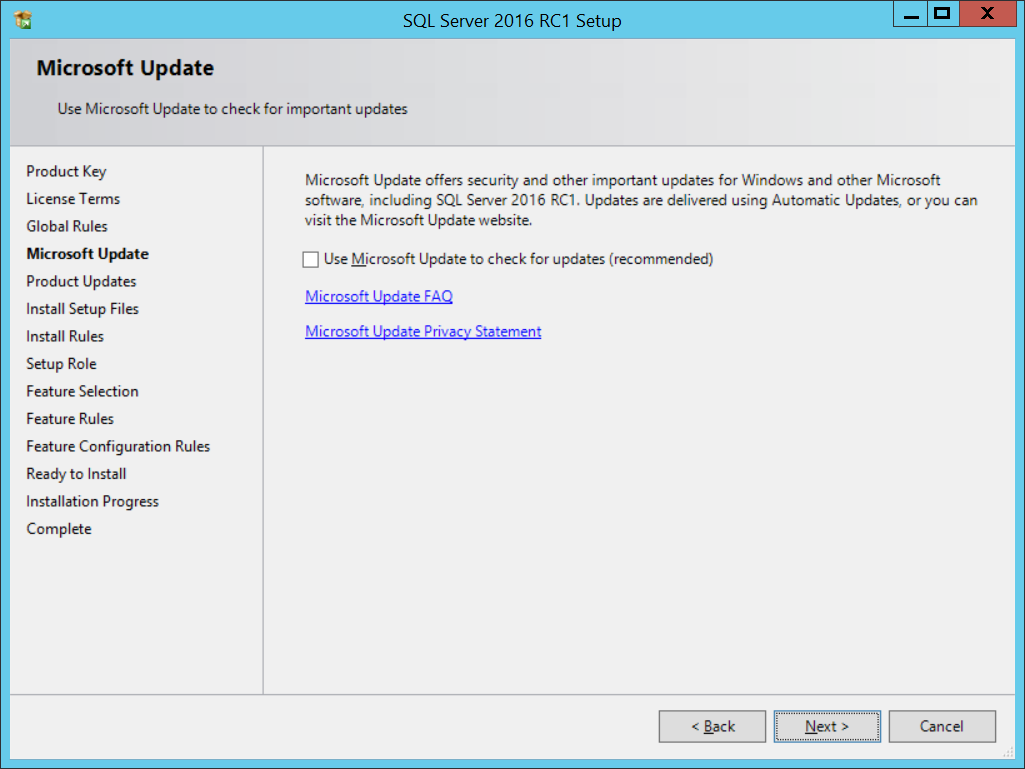 SQL Server 2016 RC1 Setup
Microsoft Update
Use Microsoft Update to check for important updates
Product Key
License Terms
Global Rules
Microsoft Update
Product Updates
Install Setup Files
Install Rules
Setup Role
Feature Selection
Feature Rules
Feature Configuration Rules
Ready to Install
Installation Progress
Complete
Microsoft Update offers security and other important updates for Windows and other Microsoft
software, including SQL Server 2016 RC1. Updates are delivered using Automatic Updates, or you can
visit the Microsoft Update website.
Use Microsoft Update to check for updates (recommended)
Microsoft Update FAQ
Microsoft Update Privacy Statement
< Back
Next >
Cancel